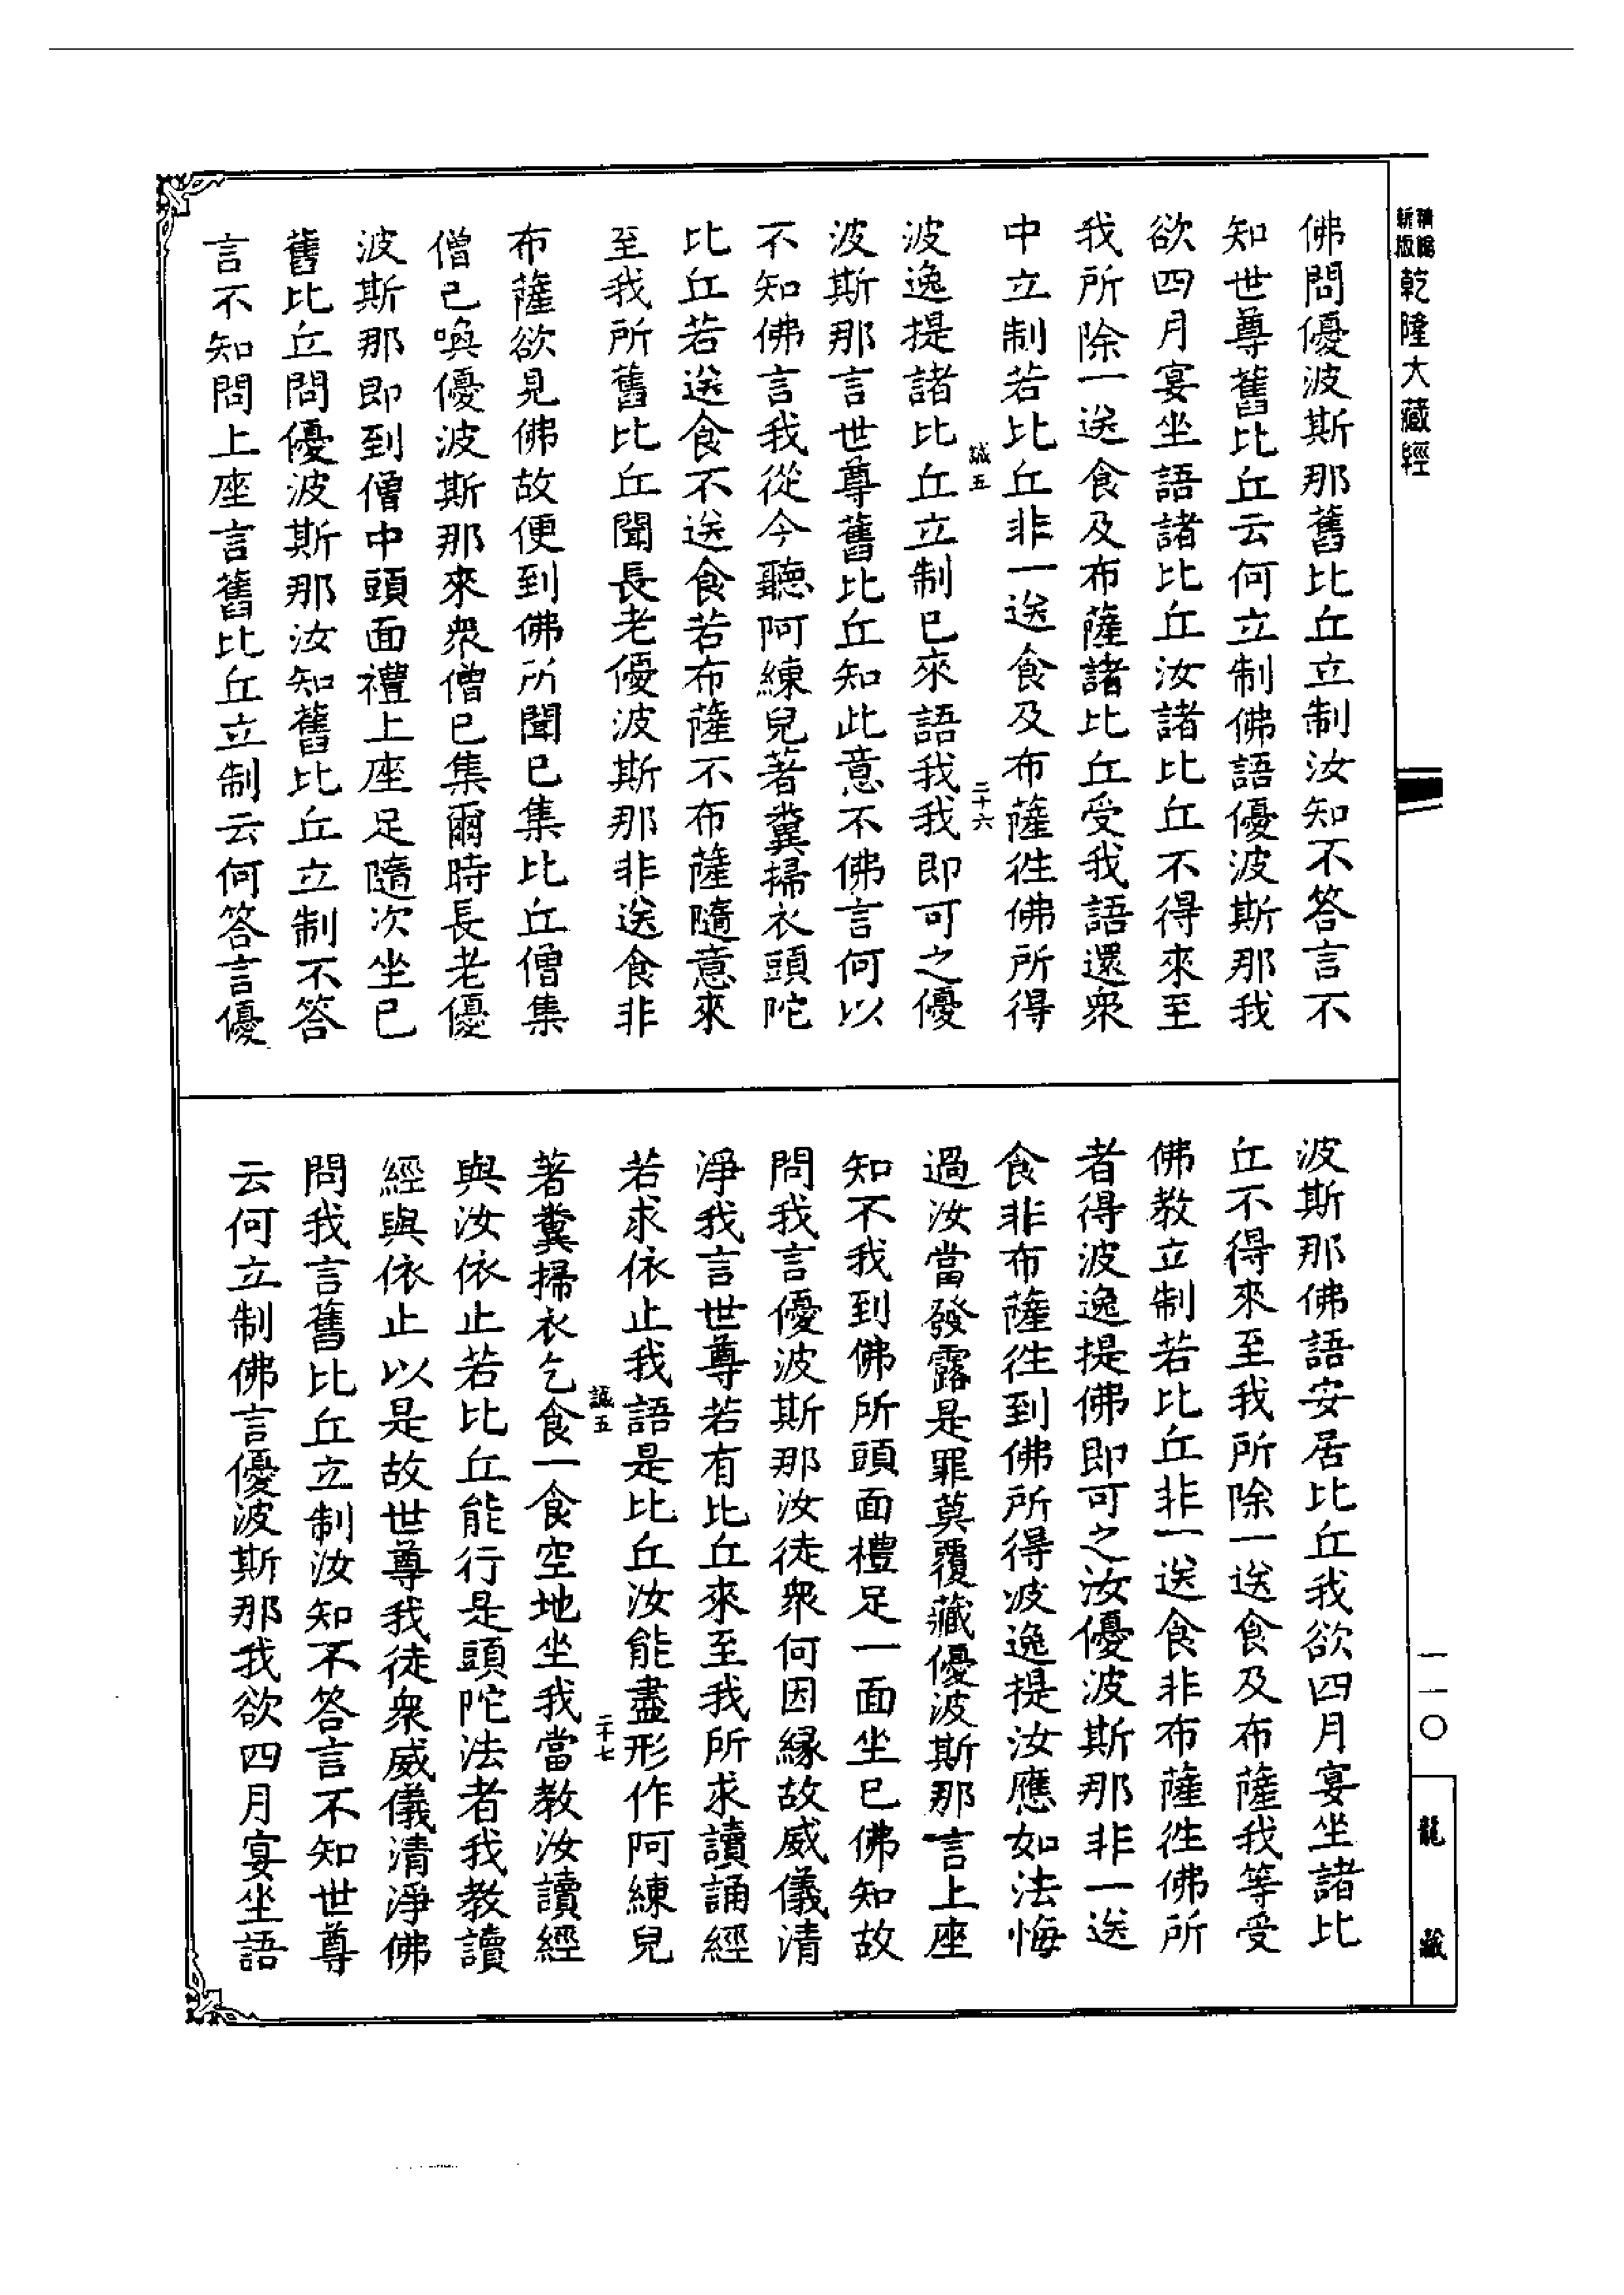 精編
新版
乾隆大藏經
佛問優波斯那舊比丘立制汝知不答言不
知世尊舊比丘云何立制佛語優波斯那我
欲四月宴坐語諸比丘汝諸比丘不得來至
我所除一送食及布薩諸比丘受我語還衆
中立制若比丘非一送食及布薩徃佛所得
誠五
二十六
波逸提諸比丘立制已來語我我即可之優
波斯那言世尊舊比丘知此意不佛言何以
不知佛言我從今聽阿練兒著糞掃衣頭陀
比丘若送食不送食若布薩不布薩隨意來
至我所舊比丘聞長老優波斯那非送食非
布薩欲見佛故便到佛所聞已集比丘僧集
僧已喚優波斯那來衆僧已集爾時長老優
波斯那即到僧中頭面禮上座足隨次坐已
舊比丘問優波斯那汝知舊比丘立制不答
言不知問上座言舊比丘立制云何答言優
波斯那佛語安居比丘我欲四月宴坐諸比
丘不得來至我所除一送食及布薩我等受
佛教立制若比丘非一送食非布薩徃佛所
者得波逸提佛即可之汝優波斯那非一送
食非布薩徃到佛所得波逸提汝應如法悔
過汝當發露是罪莫覆藏優波斯那言上座
知不我到佛所頭面禮足一面坐已佛知故
問我言優波斯那汝徒衆何因縁故威儀清
淨我言世尊若有比丘來至我所求讀誦經
若求依止我語是比丘汝能盡形作阿練兒
誠五
二十七
著糞掃衣乞食一食空地坐我當教汝讀經
與汝依止若比丘能行是頭陀法者我教讀
經與依止以是故世尊我徒衆威儀清淨佛
問我言舊比丘立制汝知不答言不知世尊
云何立制佛言優波斯那我欲四月宴坐語
一一〇
龍藏